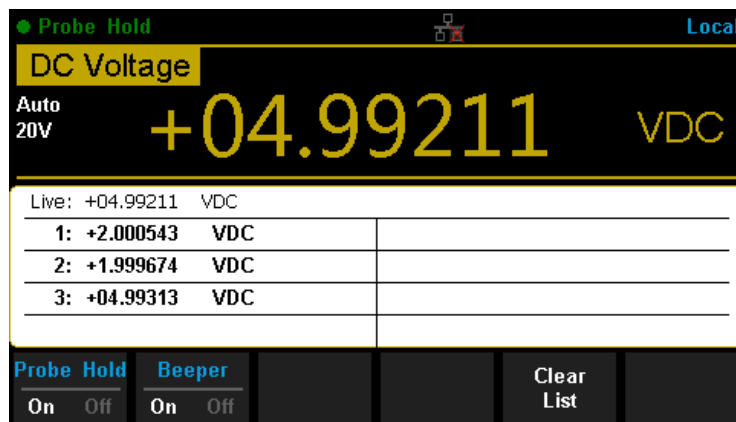 Probe Hold Local
DC Voltage
Auto
20V
+04.99211 VDC
Live: +04.99211 VDC
1: +2.000543 VDC
2: +1.999674 VDC
3: +04.99313 VDC
Probe Hold Beeper Clear
List
On Off On Off